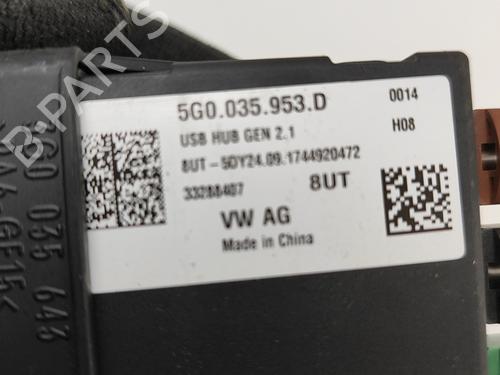 5G0.035.953.D
0014
USB HUB GEN 2.1
H08
8UT-5DY24.09.1744920472
33288407
8UT
VW AG
Made in China
B-PARTS